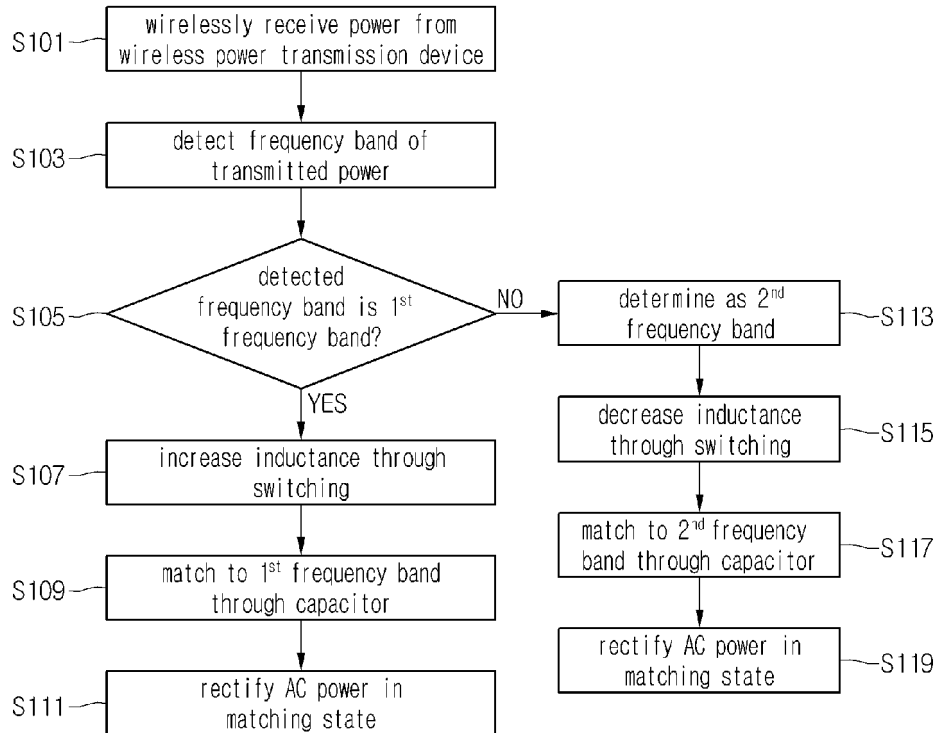 S101
wirelessly receive power from
wireless power transmission device
S103
detect frequency band of
transmitted power
S105
detected
frequency band is 1st
frequency band?
NO
YES
determine as 2nd
frequency band
S113
decrease inductance
through switching
S115
S107
increase inductance through
switching
match to 2nd frequency
band through capacitor
S117
S109
match to 1st frequency band
through capacitor
rectify AC power in
matching state
S119
S111
rectify AC power in
matching state